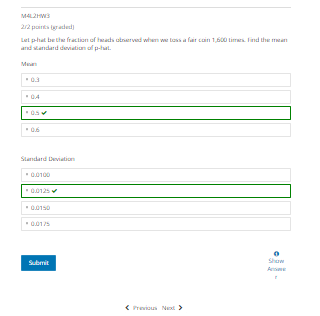 M4L2HW3
2/2 points (graded)
Let p-hat be the fraction of heads observed when we toss a fair coin 1,600 times. Find the mean
and standard deviation of p-hat.
Mean
0.3
0.4
0.5 ✔
0.6
Standard Deviation
0.0100
0.0125 ✔
0.0150
0.0175
Submit
Show
Answe
r
Previous Next